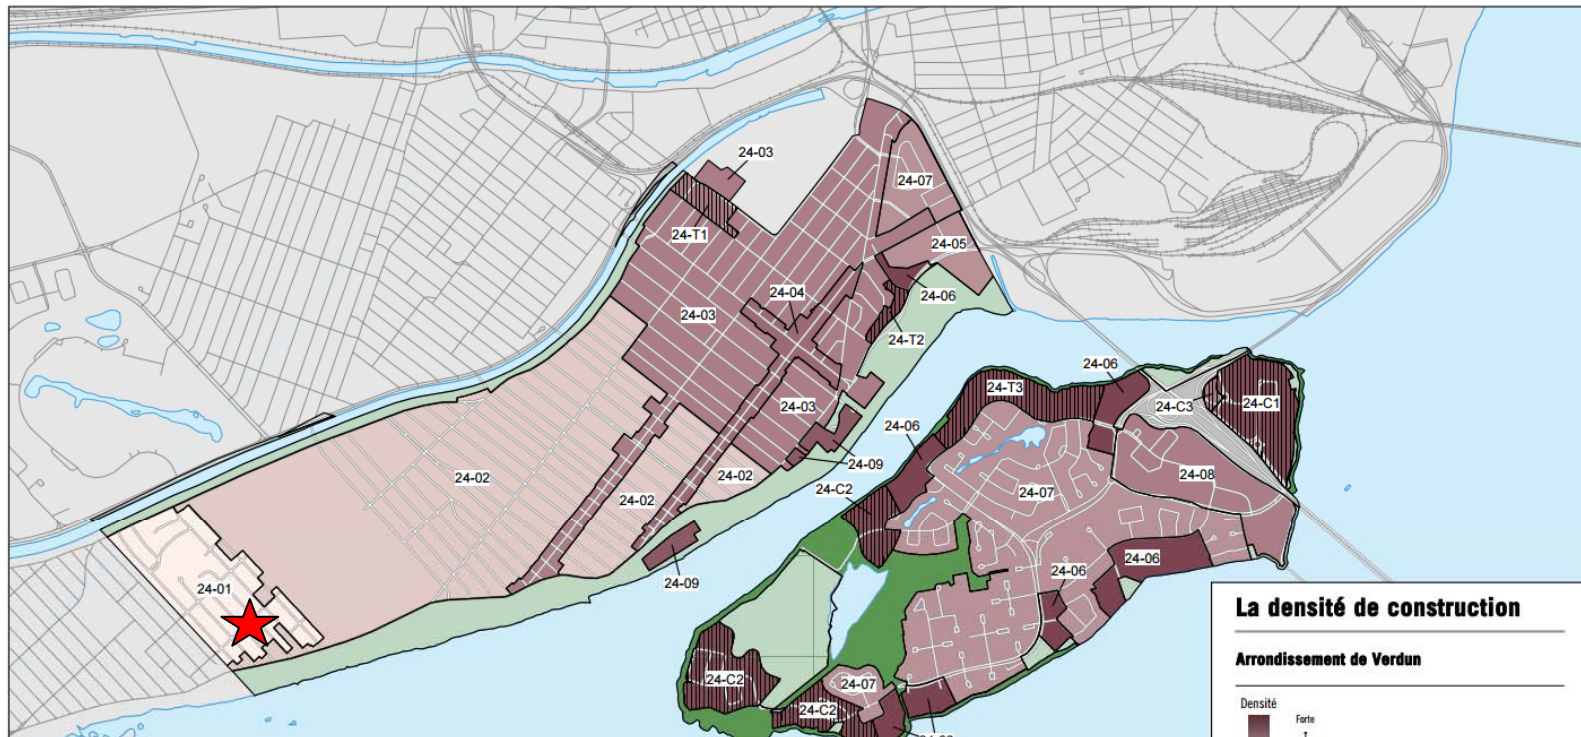 24-03
24-07
24-T1
24-05
24-04
24-06
24-03
24-T2
24-06
24-T3
24-C3
24-C1
24-03
24-06
24-09
24-02
24-02
24-02
24-08
24-C2
24-07
24-06
24-09
24-06
24-01
24-C2
24-07
24-C2
La densité de construction
Arrondissement de Verdun
Densité
Forte